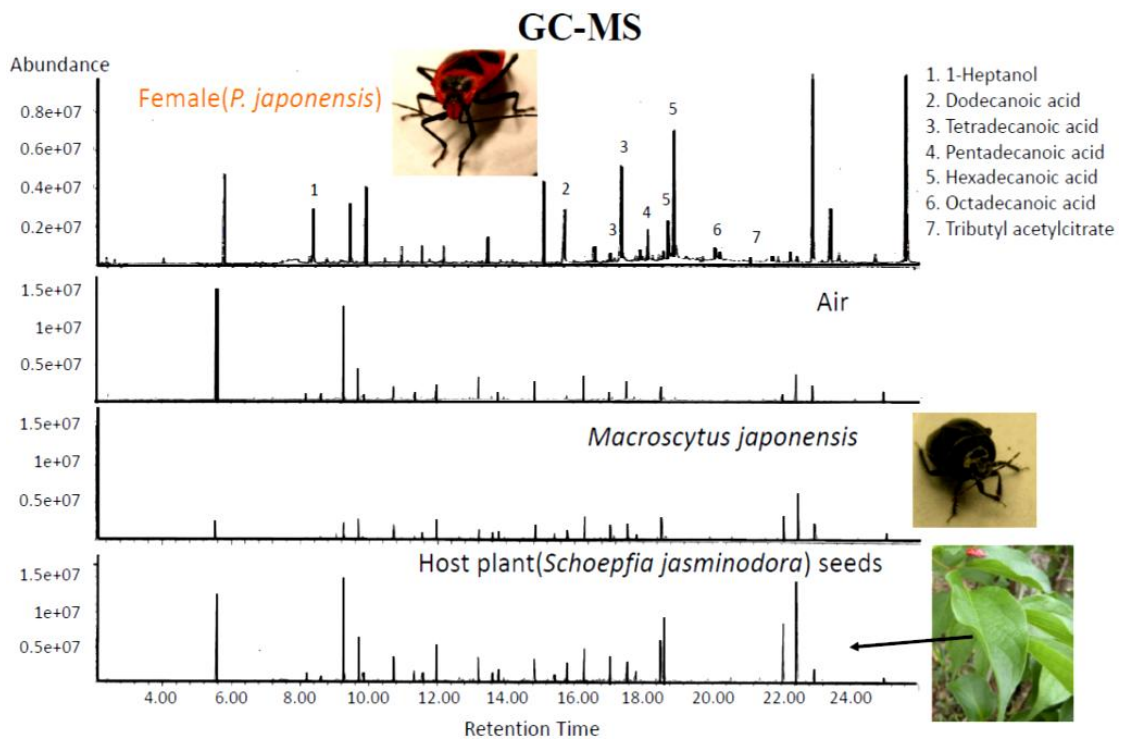 GC-MS
Abundance
Female(P. japonensis)
0.8e+07
0.6e+07
0.4e+07
0.2e+07
1
2
3
3
4
5
5
6
7
1. 1-Heptanol
2. Dodecanoic acid
3. Tetradecanoic acid
4. Pentadecanoic acid
5. Hexadecanoic acid
6. Octadecanoic acid
7. Tributyl acetylcitrate
Air
1.5e+07
1e+07
0.5e+07
Macroscytus japonensis
1.5e+07
1e+07
0.5e+07
Host plant(Schoepfia jasminodora) seeds
1.5e+07
1e+07
0.5e+07
4.00 6.00 8.00 10.00 12.00 14.00 16.00 18.00 20.00 22.00 24.00
Retention Time